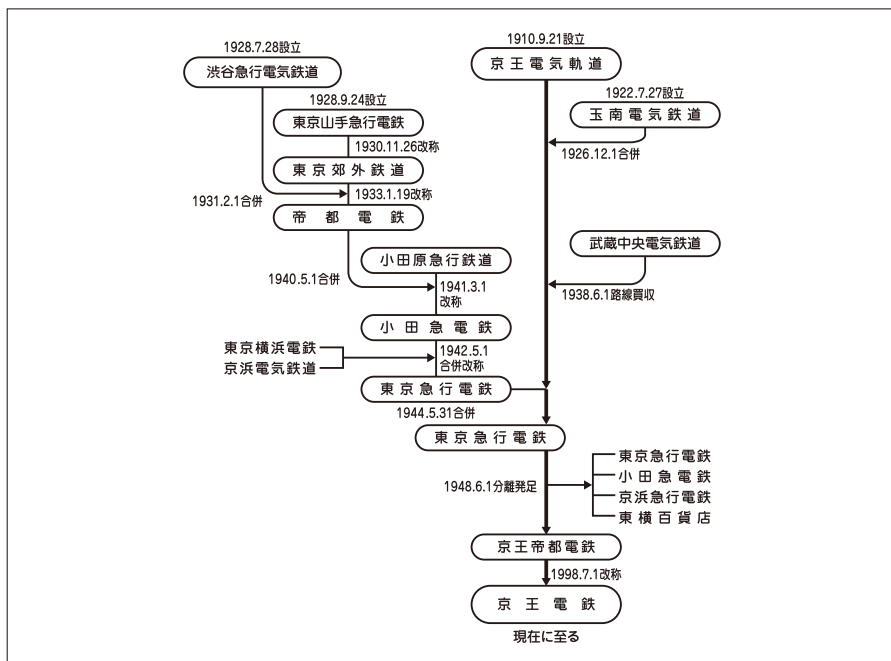 1928.7.28設立
渋谷急行電気鉄道
1910.9.21設立
京王電気軌道
1928.9.24設立
東京山手急行電鉄
1922.7.27設立
玉南電気鉄道
1930.11.26改称
1926.12.1合併
東京郊外鉄道
1931.2.1合併
1933.1.19改称
帝都電鉄
武蔵中央電気鉄道
小田原急行鉄道
1940.5.1合併
1941.3.1
改称
1938.6.1路線買収
小田急電鉄
東京横浜電鉄
京浜電気鉄道
1942.5.1
合併改称
東京急行電鉄
1944.5.31合併
東京急行電鉄
1948.6.1分離発足
東京急行電鉄
小田急電鉄
京浜急行電鉄
東横百貨店
京王帝都電鉄
1998.7.1改称
京王電鉄
現在に至る